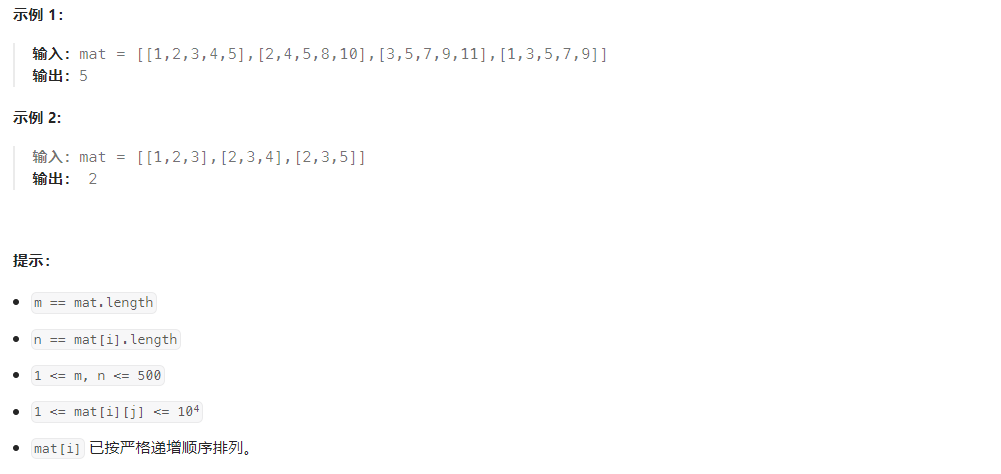 示例 1：
输入：mat = [[1,2,3,4,5],[2,4,5,8,10],[3,5,7,9,11],[1,3,5,7,9]]
输出：5
示例 2:
输入：mat = [[1,2,3],[2,3,4],[2,3,5]]
输出： 2
提示：
m == mat.length
n == mat[i].length
1 <= m, n <= 500
1 <= mat[i][j] <= 10⁴
mat[i] 已按严格递增顺序排列。